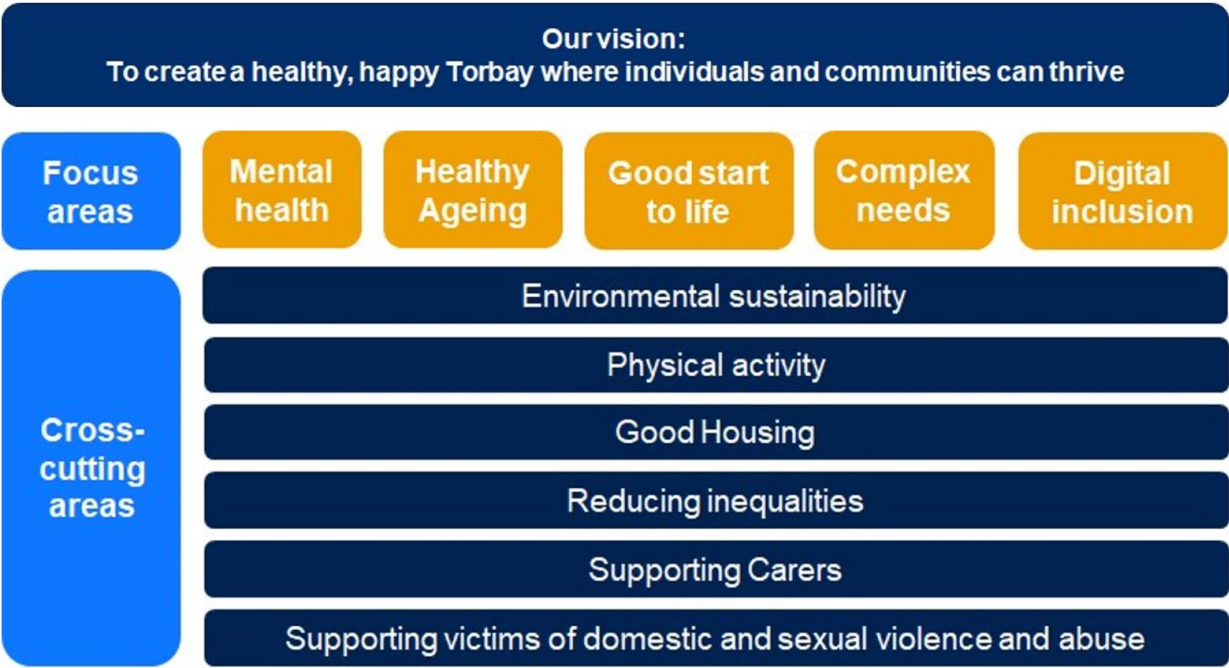 Our vision:
To create a healthy, happy Torbay where individuals and communities can thrive
Focus
areas
Mental
health
Healthy
Ageing
Good start
to life
Complex
needs
Digital
inclusion
Cross-
cutting
areas
Environmental sustainability
Physical activity
Good Housing
Reducing inequalities
Supporting Carers
Supporting victims of domestic and sexual violence and abuse